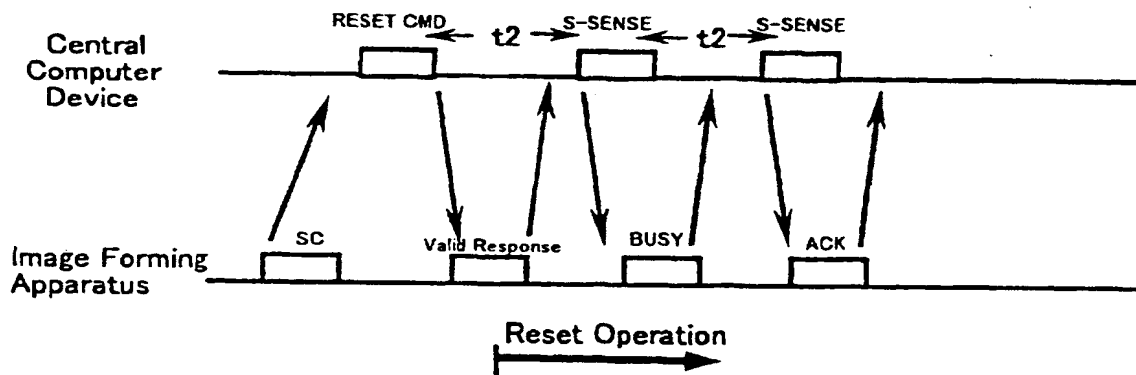 RESET CMD
t2
S-SENSE
t2
S-SENSE
Central
Computer
Device
SC
Valid Response
BUSY
ACK
Image Forming
Apparatus
Reset Operation